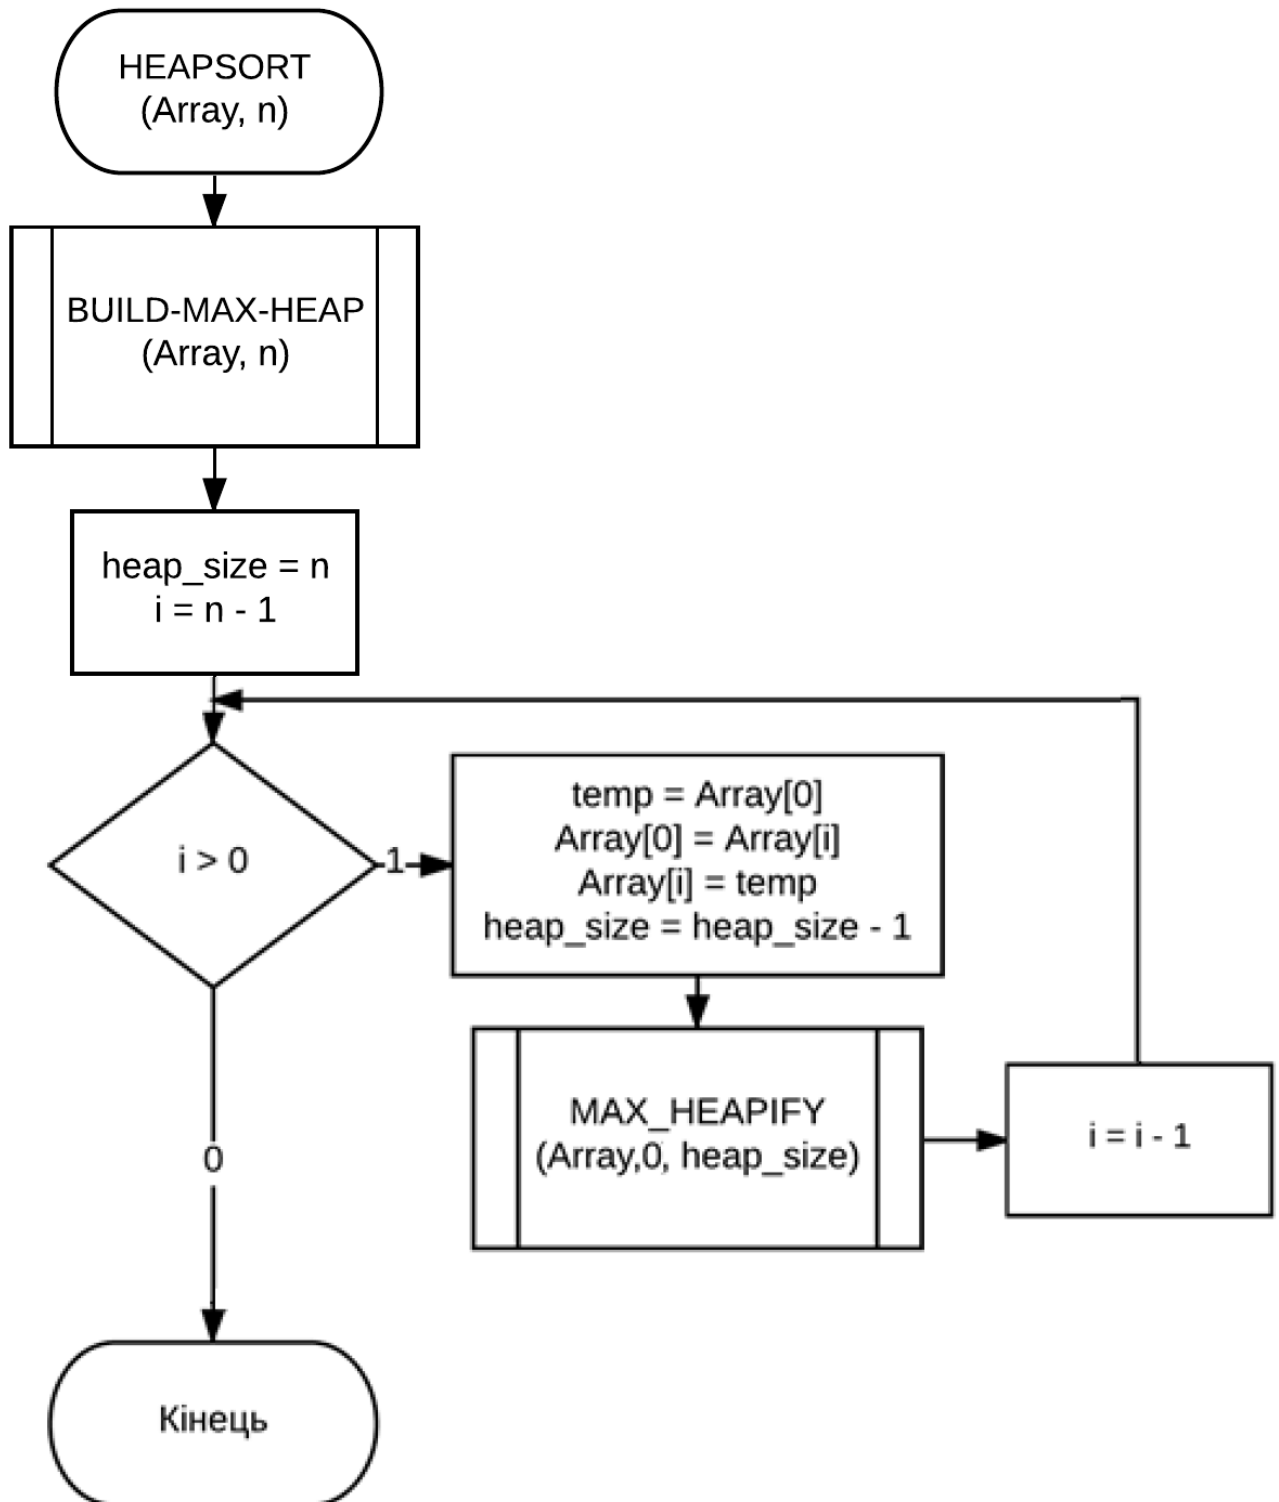 HEAPSORT
(Array, n)
BUILD-MAX-HEAP
(Array, n)
heap_size = n
i = n - 1
i > 0
1
temp = Array[0]
Array[0] = Array[i]
Array[i] = temp
heap_size = heap_size - 1
MAX_HEAPIFY
(Array,0, heap_size)
i = i - 1
0
Кінець